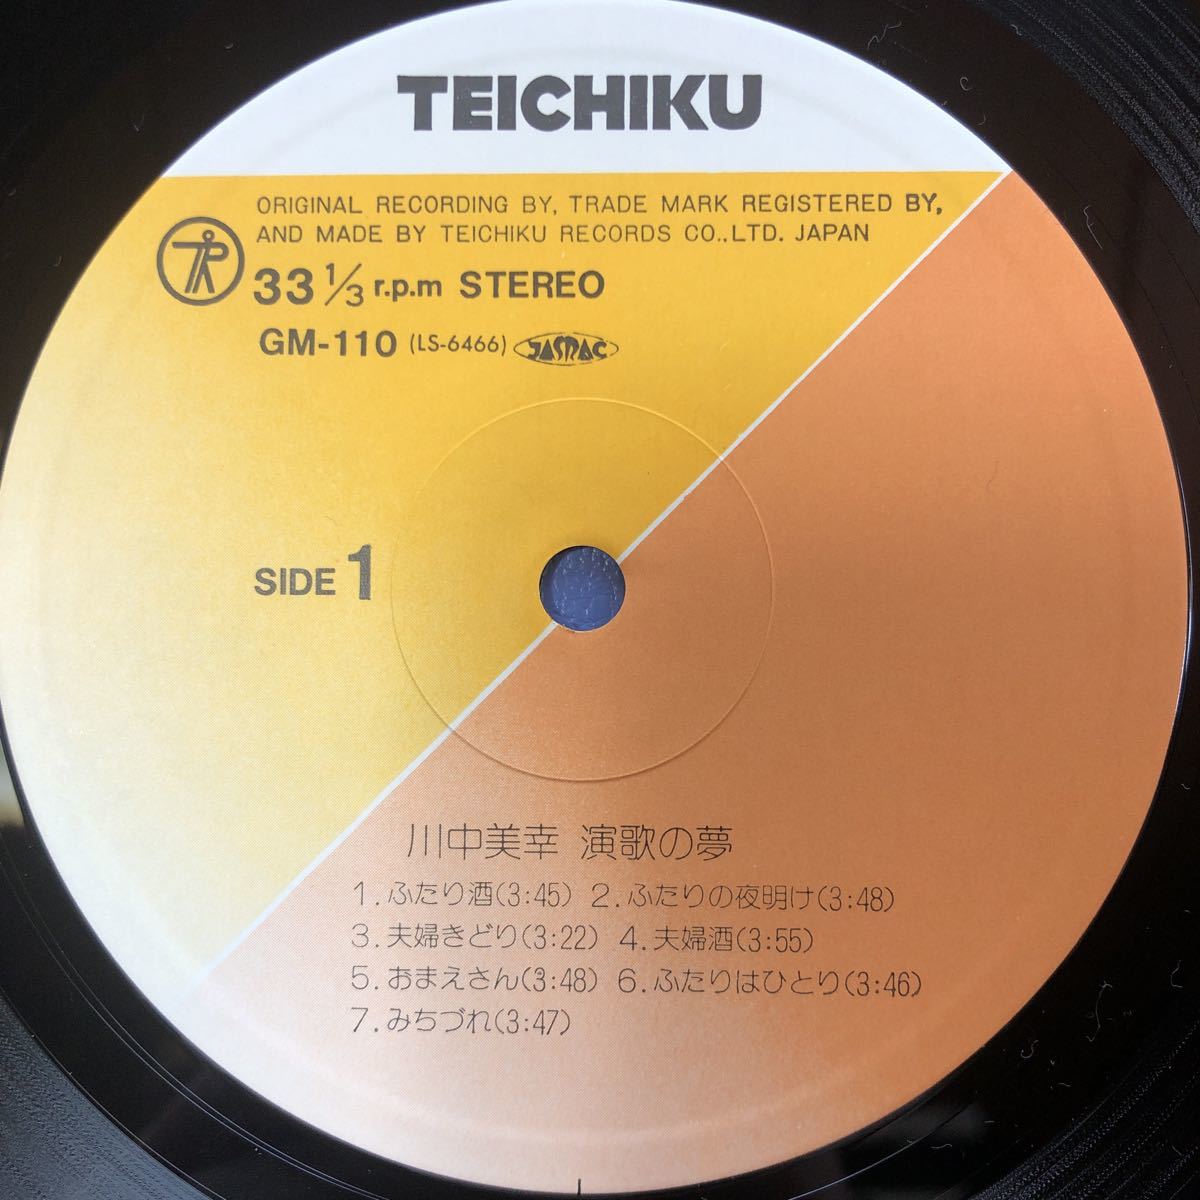 TEICHIKU
ORIGINAL RECORDING BY, TRADE MARK REGISTERED BY,
AND MADE BY TEICHIKU RECORDS CO.,LTD. JAPAN
33 1/3 r.p.m STEREO
GM-110 (LS-6466) JASRAC
SIDE 1
川中美幸 演歌の夢
1.ふたり酒(3:45) 2.ふたりの夜明け(3:48)
3.夫婦きどり(3:22) 4.夫婦酒(3:55)
5.おまえさん(3:48) 6.ふたりはひとり(3:46)
7.みちづれ(3:47)